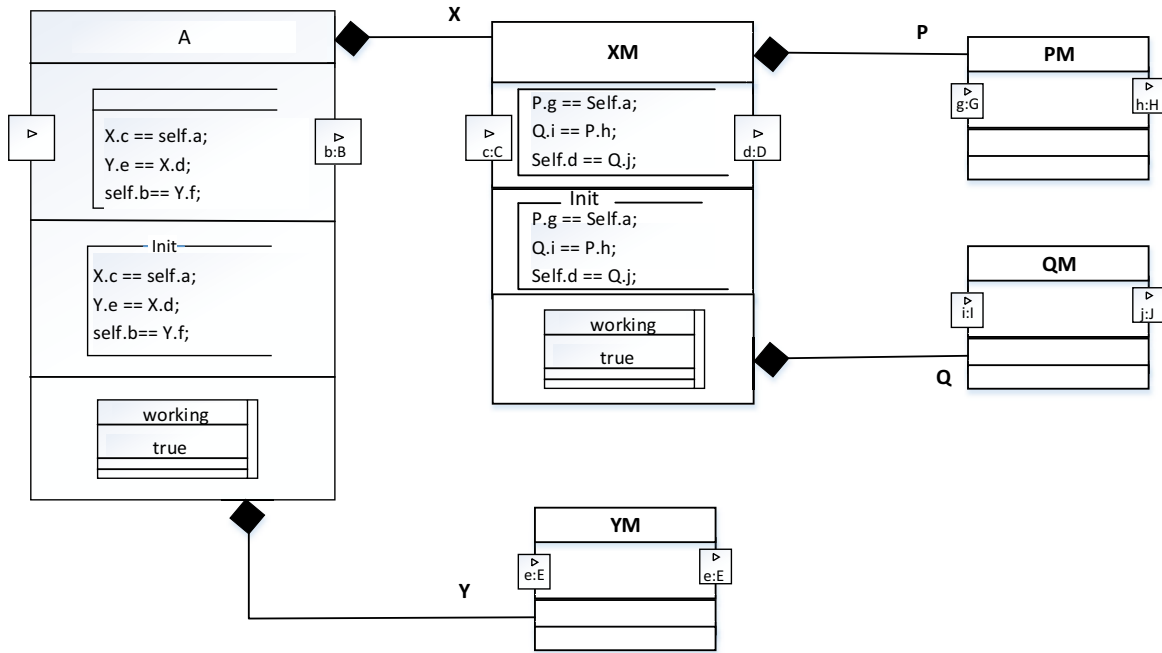 A
X.c == self.a;
Y.e == X.d;
self.b== Y.f;
b:B
Init
X.c == self.a;
Y.e == X.d;
self.b== Y.f;
working
true
X
XM
P.g == Self.a;
Q.i == P.h;
Self.d == Q.j;
c:C
d:D
Init
P.g == Self.a;
Q.i == P.h;
Self.d == Q.j;
working
true
P
PM
g:G
h:H
QM
i:I
j:J
Q
YM
e:E
e:E
Y